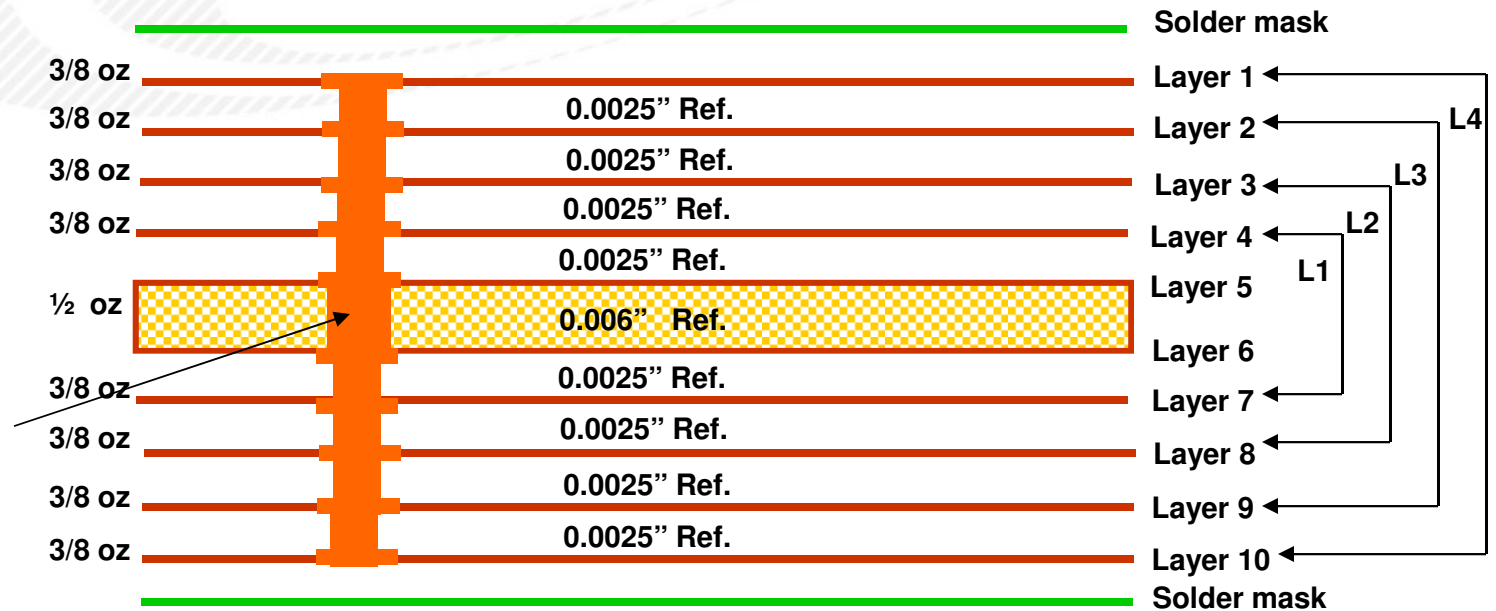 Solder mask
3/8 oz
Layer 1
0.0025” Ref.
3/8 oz
Layer 2
L4
0.0025” Ref.
3/8 oz
Layer 3
L3
0.0025” Ref.
3/8 oz
Layer 4
L2
0.0025” Ref.
L1
Layer 5
½ oz
0.006” Ref.
Layer 6
0.0025” Ref.
3/8 oz
Layer 7
0.0025” Ref.
3/8 oz
Layer 8
0.0025” Ref.
3/8 oz
Layer 9
0.0025” Ref.
3/8 oz
Layer 10
Solder mask